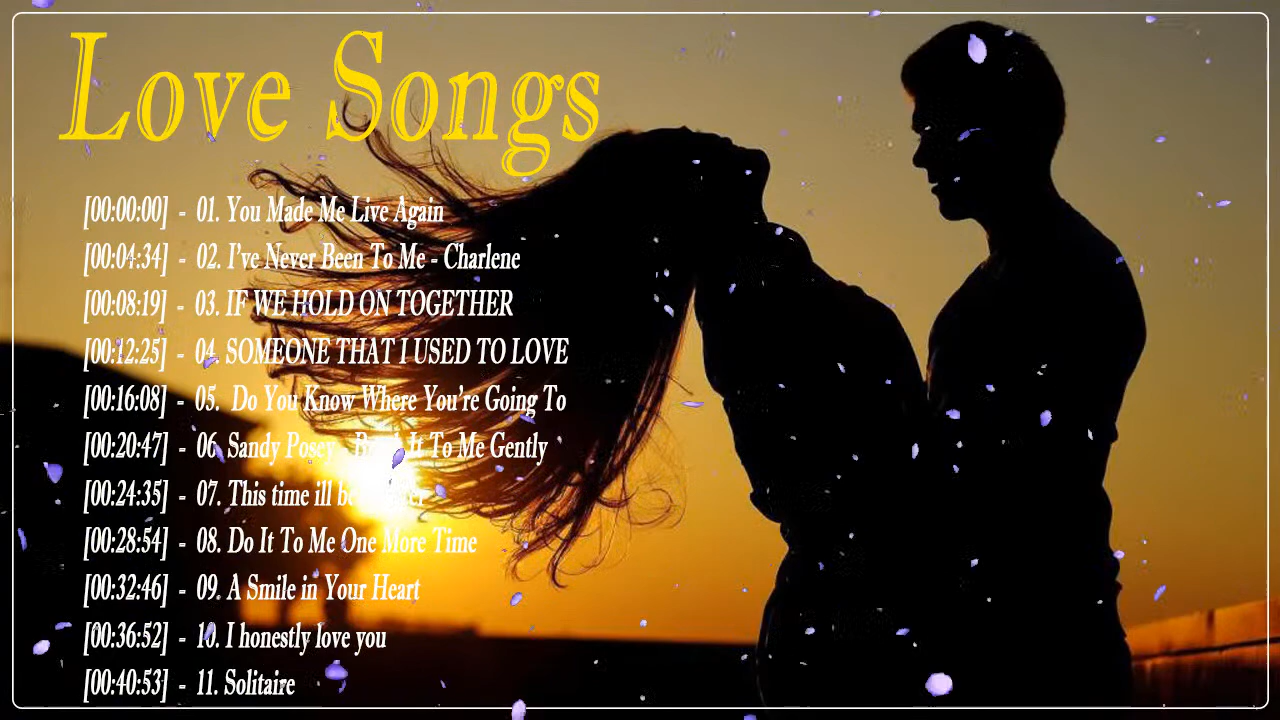 Love Songs
[00:00:00] - 01. You Made Me Live Again
[00:04:34] - 02. I've Never Been To Me - Charlene
[00:08:19] - 03. IF WE HOLD ON TOGETHER
[00:12:25] - 04. SOMEONE THAT I USED TO LOVE
[00:16:08] - 05. Do You Know Where You're Going To
[00:20:47] - 06. Sandy Posey - It To Me Gently
[00:24:35] - 07. This time ill be
[00:28:54] - 08. Do It To Me One More Time
[00:32:46] - 09. A Smile in Your Heart
[00:36:52] - 10. I honestly love you
[00:40:53] - 11. Solitaire